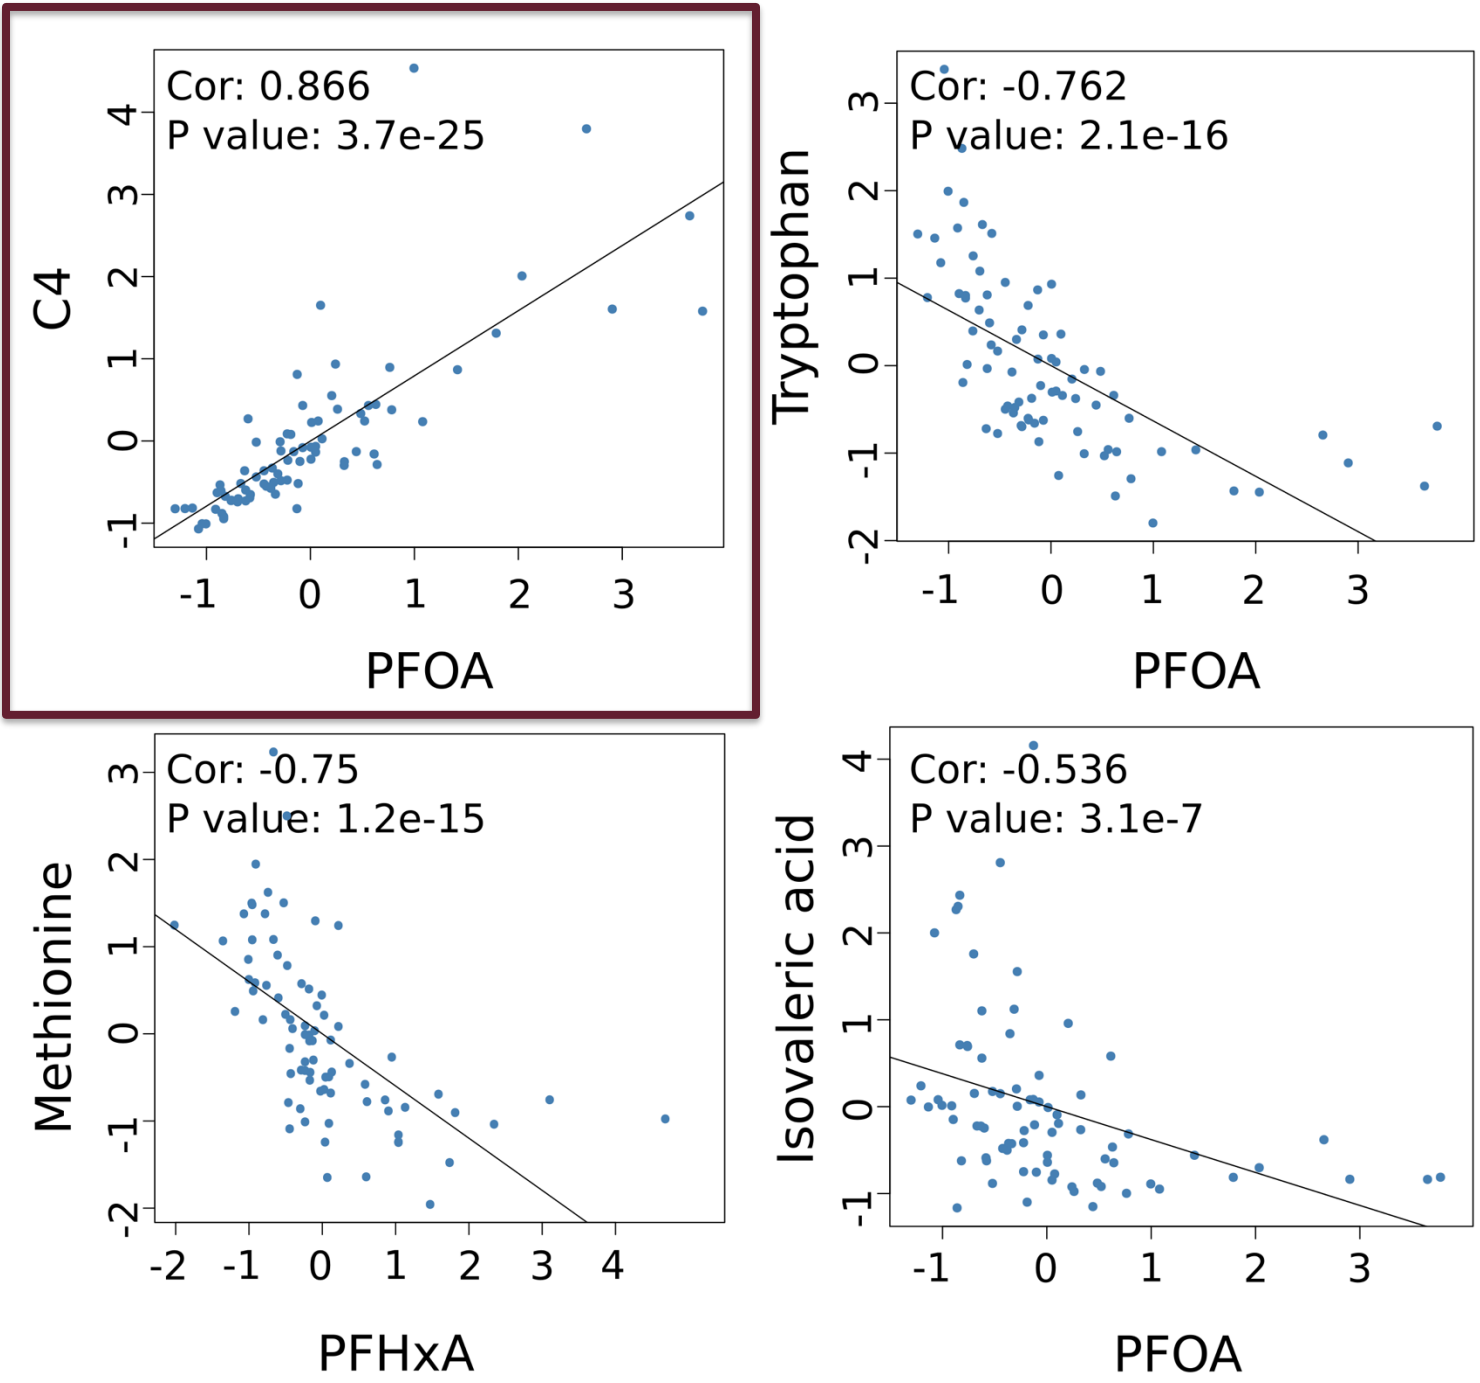 Cor: 0.866
P value: 3.7e-25
C4
4
3
2
1
0
-1
-1 0 1 2 3
PFOA
Cor: -0.762
P value: 2.1e-16
Tryptophan
3
2
1
0
-1
-2
-1 0 1 2 3
PFOA
Cor: -0.75
P value: 1.2e-15
Methionine
3
2
1
0
-1
-2
-2 -1 0 1 2 3 4
PFHxA
Cor: -0.536
P value: 3.1e-7
Isovaleric acid
4
3
2
1
0
-1
-1 0 1 2 3
PFOA